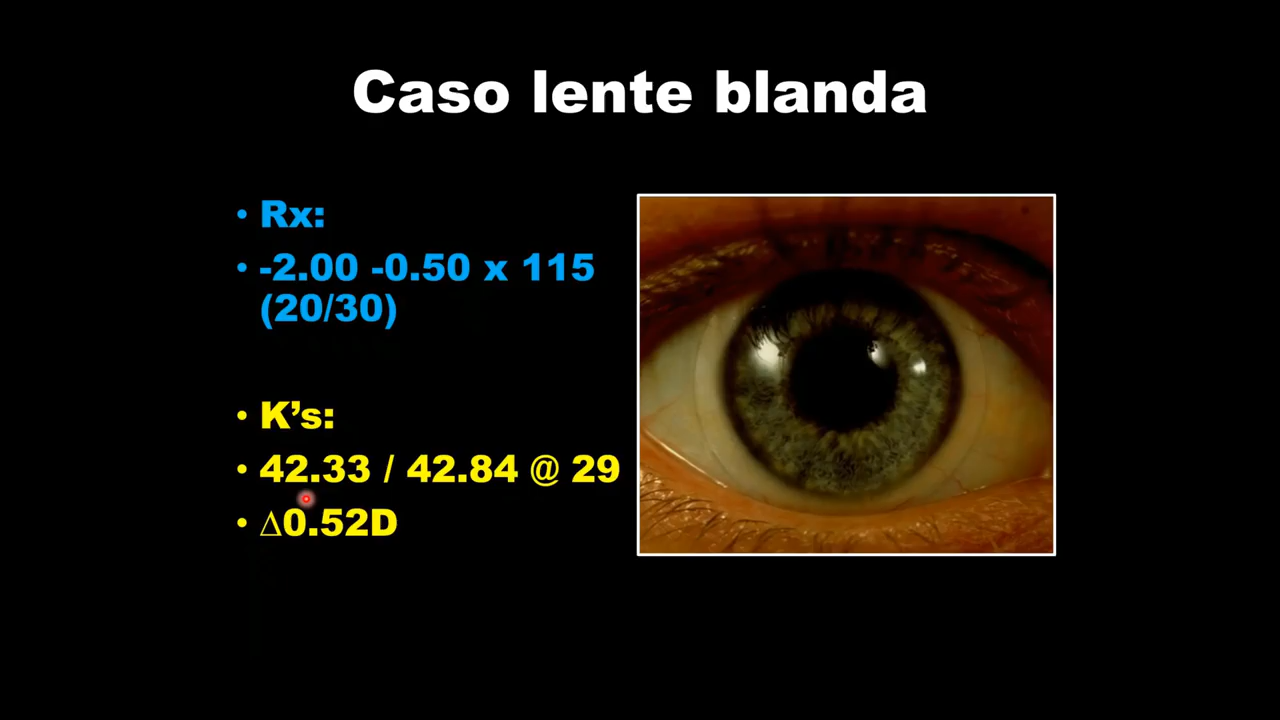 Caso lente blanda
• Rx:
• -2.00 -0.50 x 115
(20/30)
• K’s:
• 42.33 / 42.84 @ 29
• ∆0.52D